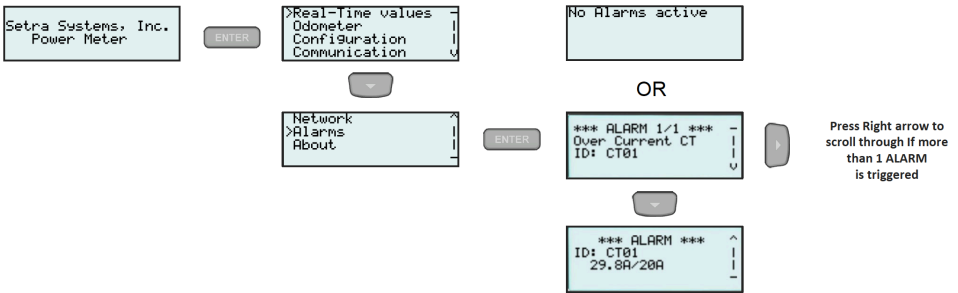 Setra Systems, Inc.
Power Meter
ENTER
>Real-Time values
Odometer
Configuration
Communication
No Alarms active
OR
Network
>Alarms
About
ENTER
*** ALARM 1/1 ***
Over Current CT
ID: CT01
Press Right arrow to
scroll through If more
than 1 ALARM
is triggered
*** ALARM ***
ID: CT01
29.8A/20A